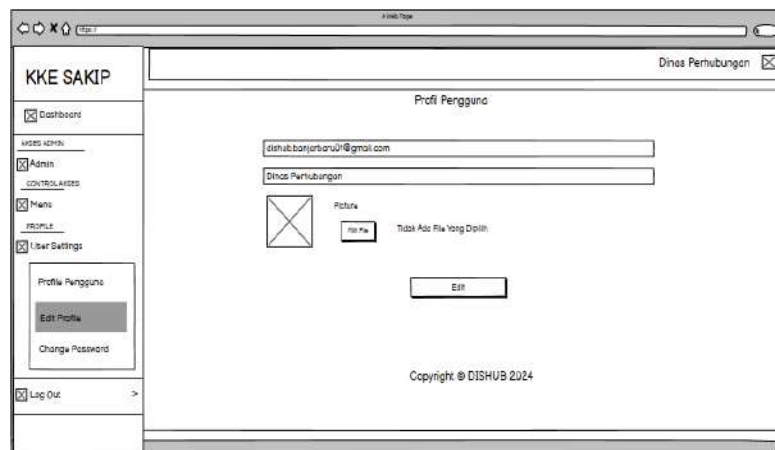 A Web Page
https://
KKE SAKIP
Dinas Perhubungan
Dashboard
AKSES ADMIN
Admin
CONTROL AKSES
Menu
PROFILE
User Settings
Profile Pengguna
Edit Profile
Change Password
Log Out >
Profil Pengguna
dishub.banjarbaru01@gmail.com
Dinas Perhubungan
Picture
Pilih File
Tidak Ada File Yang Dipilih
Edit
Copyright © DISHUB 2024